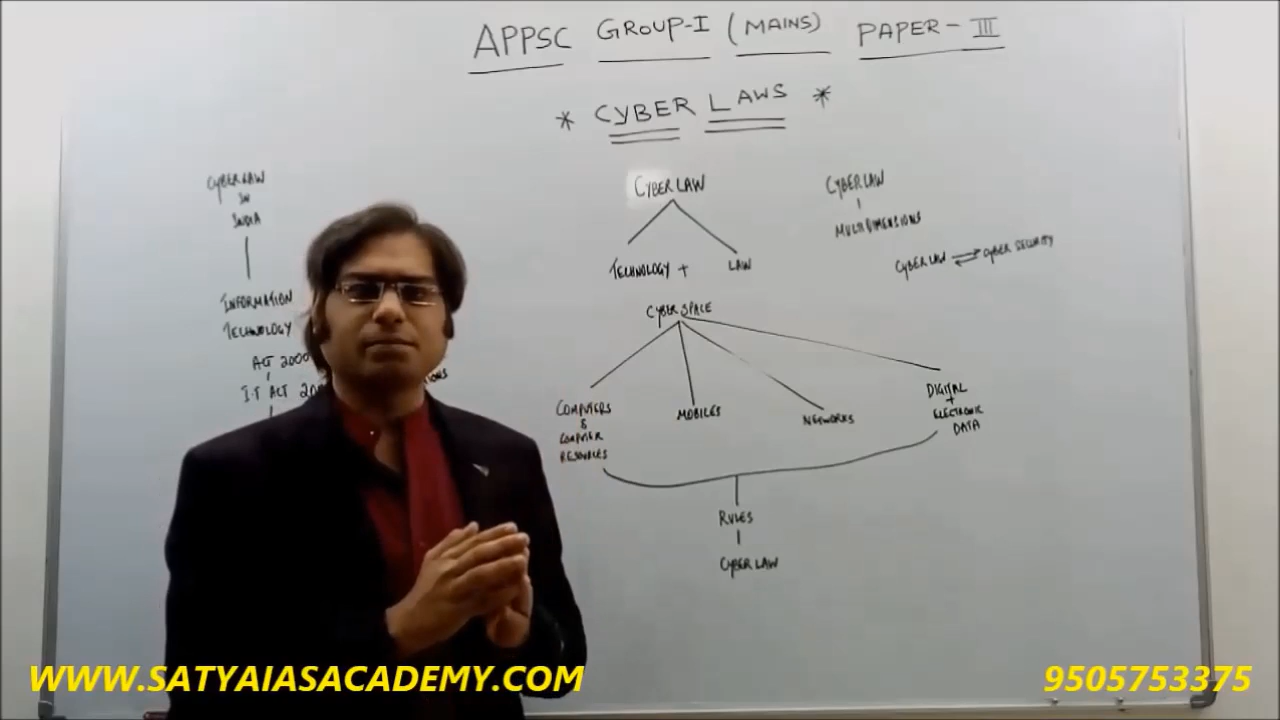 APPSC GROUP-I (MAINS) PAPER-III
* CYBER LAWS *
CYBER LAW
IN
INDIA
INFORMATION
TECHNOLOGY
ACT 2000
I.T ACT
CYBER LAW
TECHNOLOGY + LAW
CYBER SPACE
COMPUTERS
&
COMPUTER
RESOURCES
MOBILES
NETWORKS
DIGITAL
+
ELECTRONIC
DATA
RULES
CYBER LAW
CYBER LAW
MULTIDIMENSIONS
CYBER LAW ⇌ CYBER SECURITY
WWW.SATYAIASACADEMY.COM
9505753375